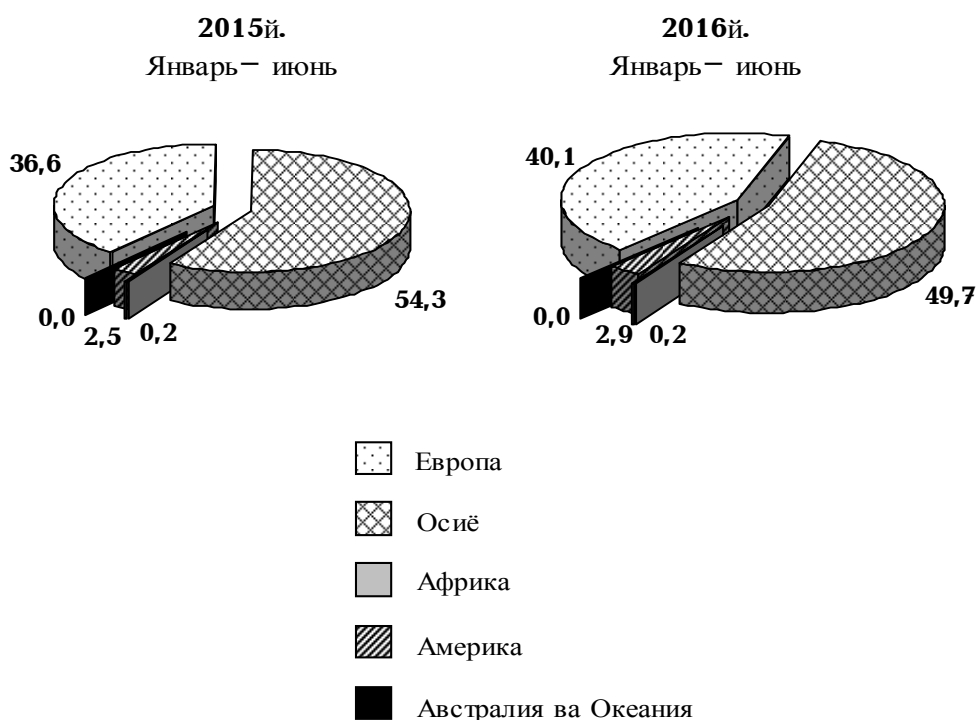 2015й.
Январь– июнь
36,6
54,3
0,0
2,5
0,2
2016й.
Январь– июнь
40,1
49,7
0,0
2,9
0,2
Европа
Осиё
Африка
Америка
Австралия ва Океания